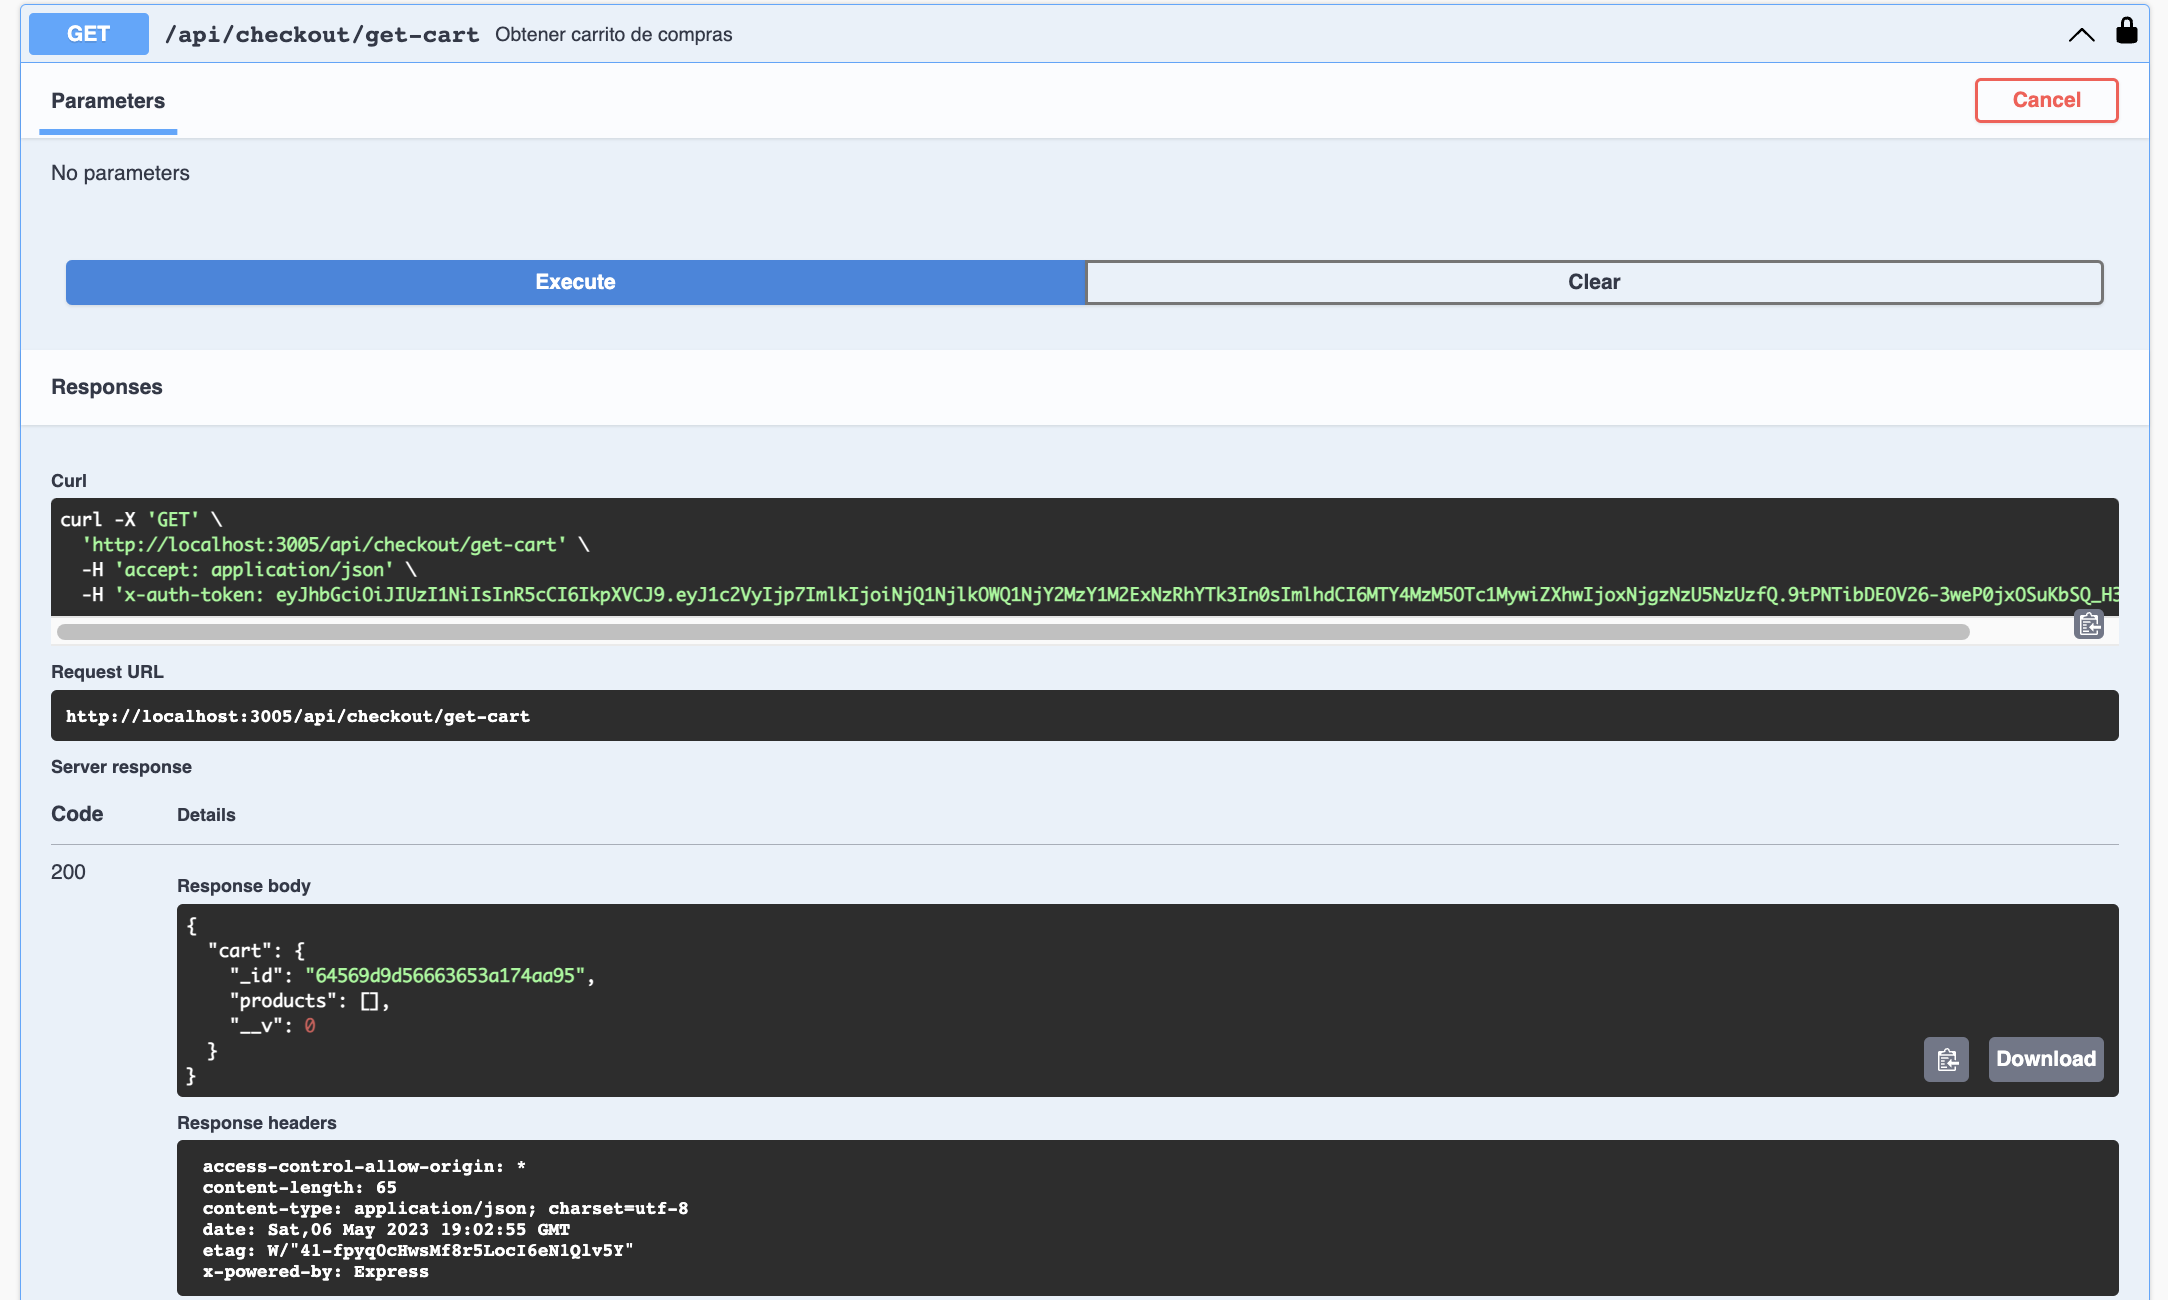 GET /api/checkout/get-cart Obtener carrito de compras
Parameters
Cancel
No parameters
Execute
Clear
Responses
Curl
curl -X 'GET' \
'http://localhost:3005/api/checkout/get-cart' \
-H 'accept: application/json' \
-H 'x-auth-token: eyJhbGciOiJIUzI1NiIsInR5cCI6IkpXVCJ9.eyJ1c2VyIjp7ImlkIjoiNjQ1NjlkOWQ1NjY2MzY1M2ExNzRhYTk3In0sImlhdCI6MTY4MzM5OTc1MywiZXhwIjoxNjgzNzU5NzUzfQ.9tPNTibDEOV26-3weP0jxOSuKbSQ_H3
Request URL
http://localhost:3005/api/checkout/get-cart
Server response
Code Details
200
Response body
{
"cart": {
"_id": "64569d9d56663653a174aa95",
"products": [],
"__v": 0
}
}
Download
Response headers
access-control-allow-origin: *
content-length: 65
content-type: application/json; charset=utf-8
date: Sat,06 May 2023 19:02:55 GMT
etag: W/"41-fpyqOcHwsMf8r5LocI6eN1Qlv5Y"
x-powered-by: Express